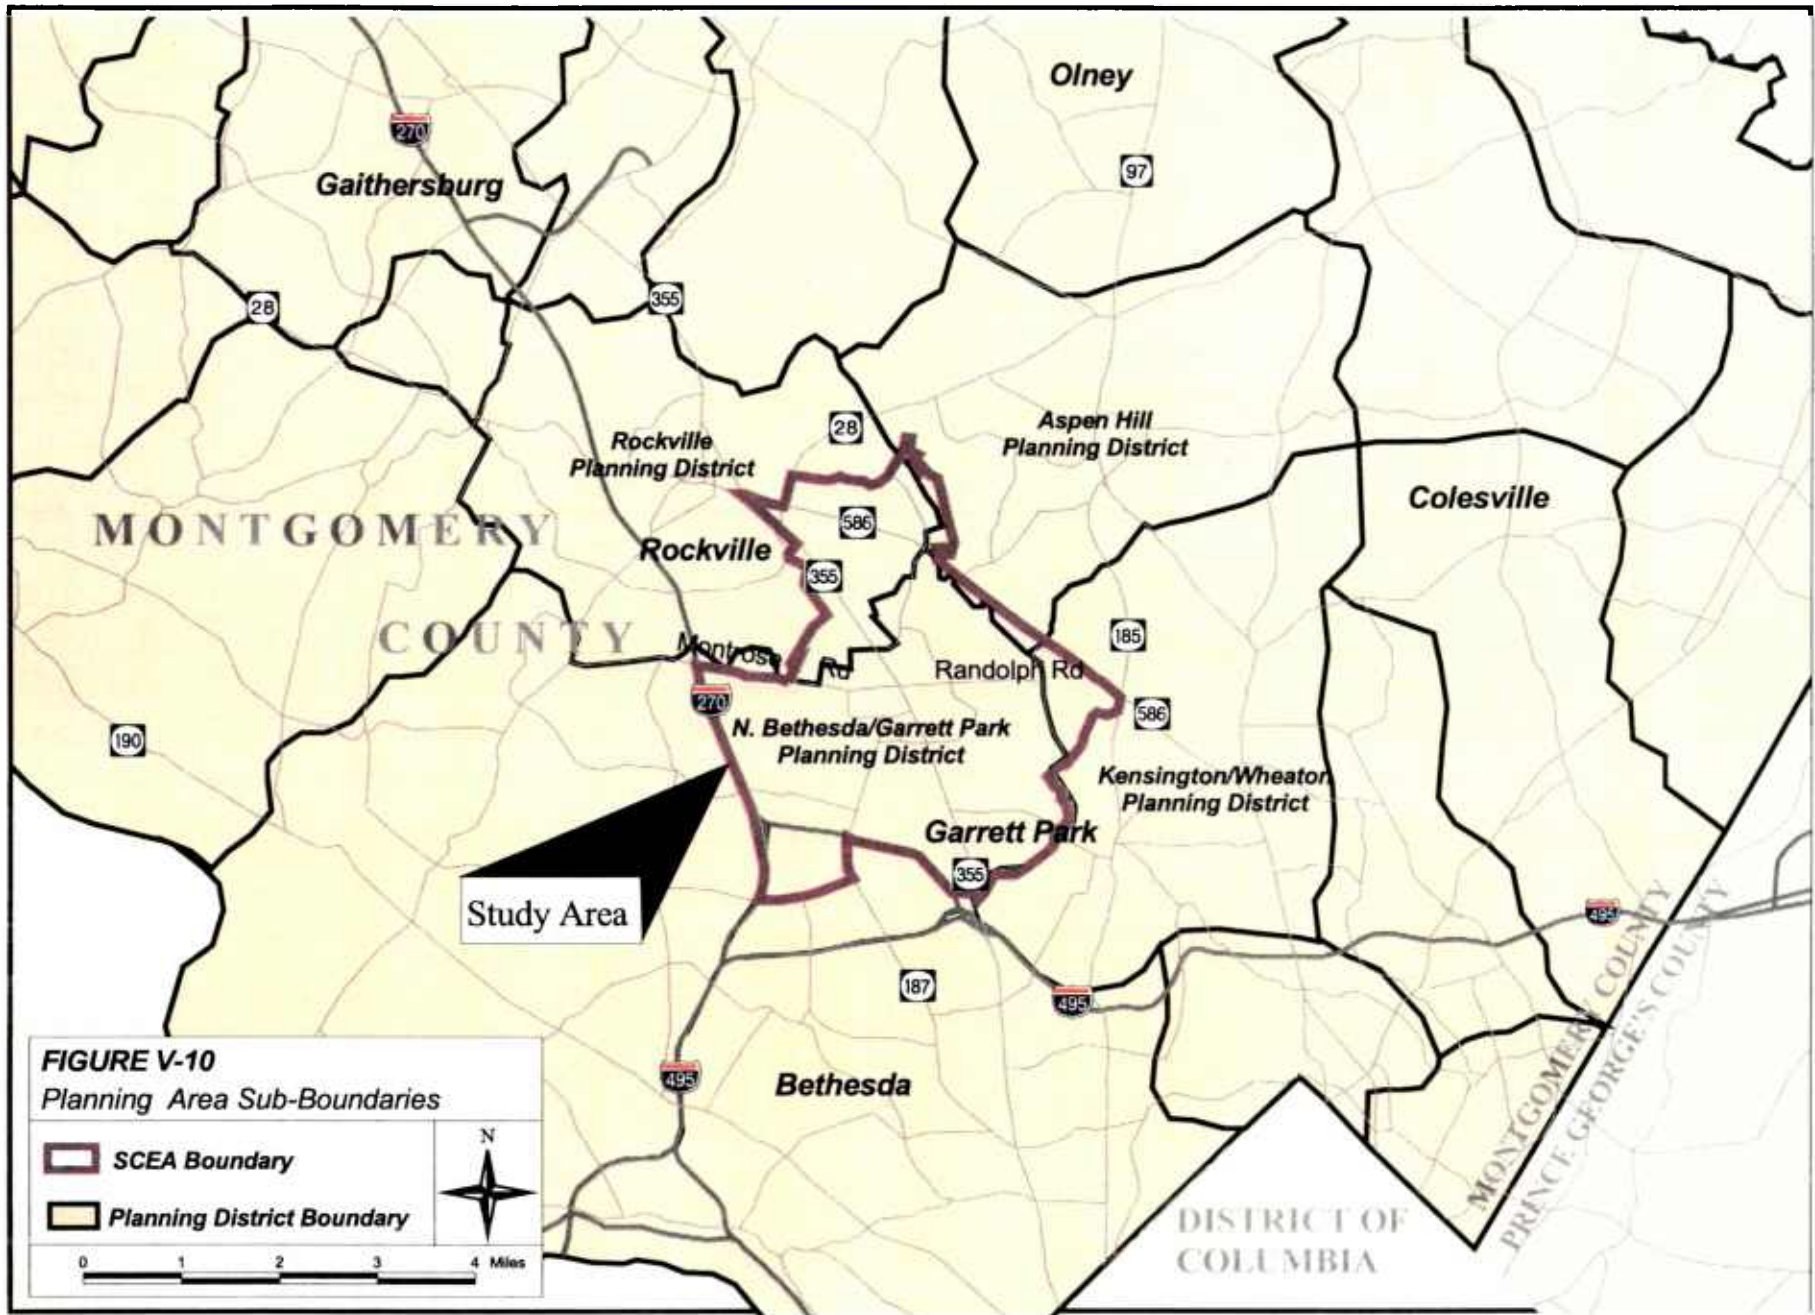 Olney
270
97
Gaithersburg
28
355
Aspen Hill
Planning District
28
Rockville
Planning District
Colesville
MONTGOMERY
586
Rockville
355
COUNTY
185
Montrose Rd
Randolph Rd
270
586
190
N. Bethesda/Garrett Park
Planning District
Kensington/Wheaton
Planning District
Garrett Park
355
Study Area
495
187
495
MONTGOMERY COUNTY
PRINCE GEORGE'S COUNTY
495
Bethesda
DISTRICT OF
COLUMBIA
FIGURE V-10
Planning Area Sub-Boundaries
N
SCEA Boundary
Planning District Boundary
0 1 2 3 4 Miles